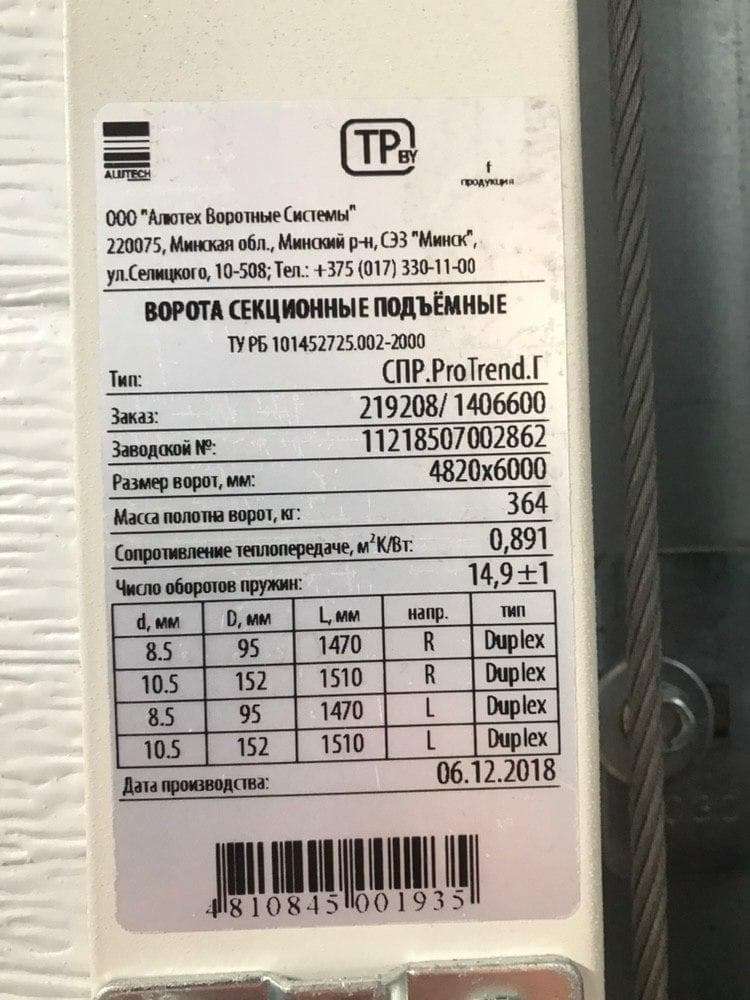 ALUTECH
TP BY
продукция
ООО "Алютех Воротные Системы"
220075, Минская обл., Минский р-н, СЭЗ "Минск",
ул.Селицкого, 10-508; Тел.: +375 (017) 330-11-00
ВОРОТА СЕКЦИОННЫЕ ПОДЪЁМНЫЕ
ТУ РБ 101452725.002-2000
Тип: СПР.ProTrend.Г
Заказ: 219208/ 1406600
Заводской №: 11218507002862
Размер ворот, мм: 4820x6000
Масса полотна ворот, кг: 364
Сопротивление теплопередаче, м²К/Вт: 0,891
Число оборотов пружин: 14,9±1
d, мм D, мм L, мм напр. тип
8.5 95 1470 R Duplex
10.5 152 1510 R Duplex
8.5 95 1470 L Duplex
10.5 152 1510 L Duplex
Дата производства: 06.12.2018
4 810845 001935